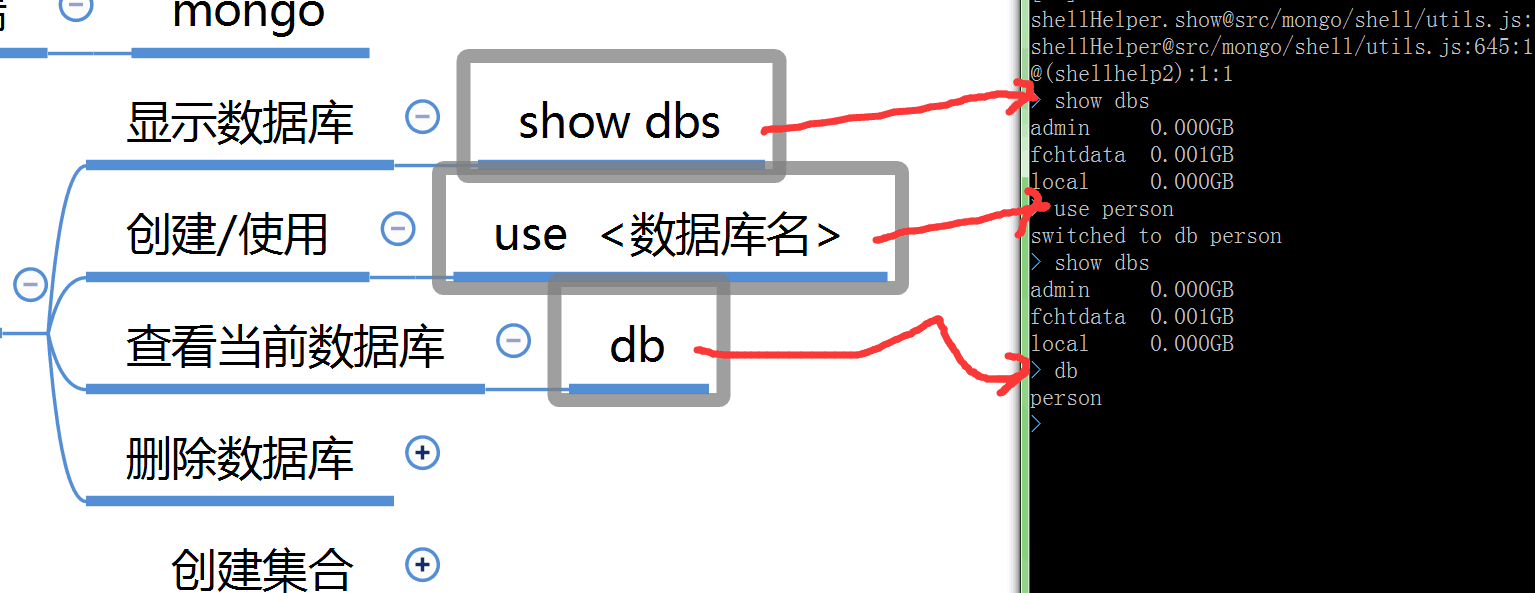 mongo
显示数据库
show dbs
创建/使用
use <数据库名>
查看当前数据库
db
删除数据库
创建集合
shellHelper.show@src/mongo/shell/utils.js:
shellHelper@src/mongo/shell/utils.js:645:1
@(shellhelp2):1:1
> show dbs
admin 0.000GB
fchtdata 0.001GB
local 0.000GB
> use person
switched to db person
> show dbs
admin 0.000GB
fchtdata 0.001GB
local 0.000GB
> db
person
>